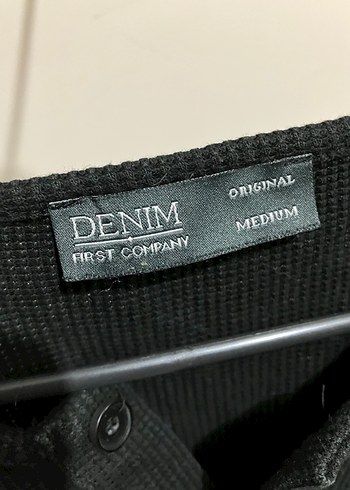 DENIM
FIRST COMPANY
ORIGINAL
MEDIUM